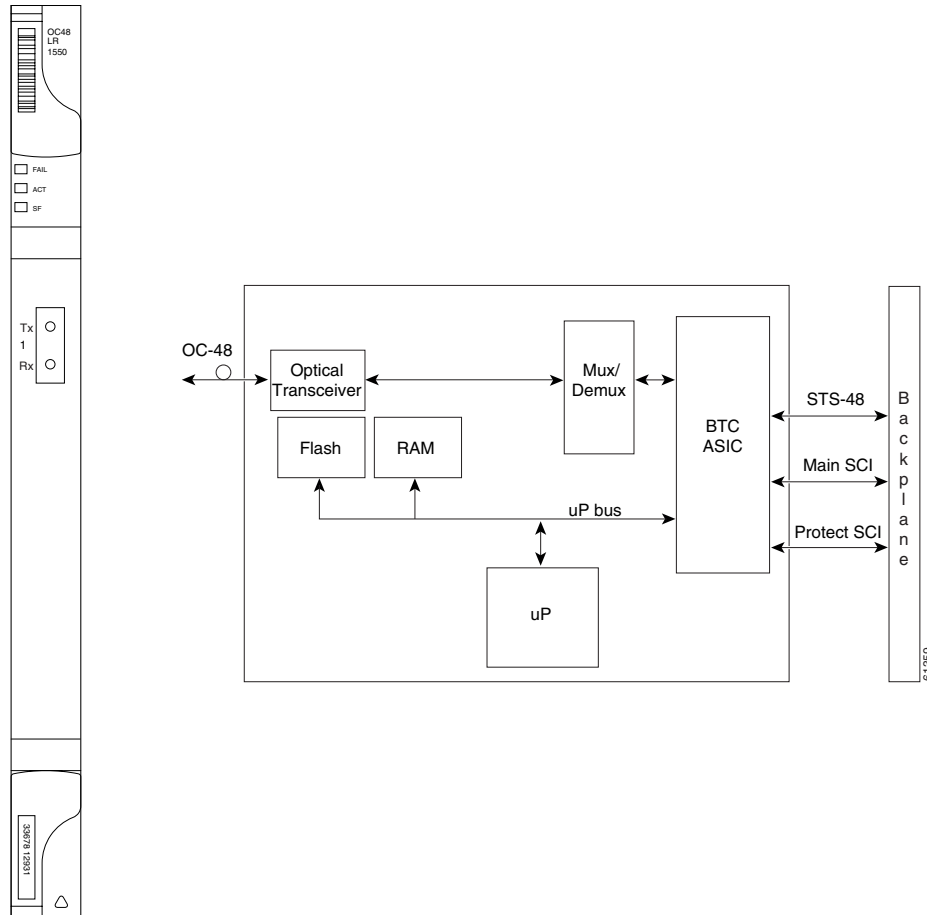 OC48
LR
1550
FAIL
ACT
SF
Tx
1
Rx
OC-48
Optical
Transceiver
Mux/
Demux
BTC
ASIC
Flash
RAM
uP bus
uP
STS-48
Main SCI
Protect SCI
Backplane
33678 12931